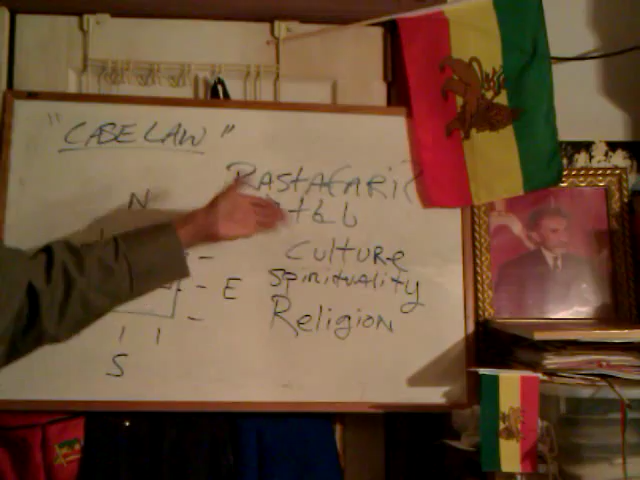 "CASE LAW"
RASTAFARI
N
Culture
E Spirituality
Religion
S